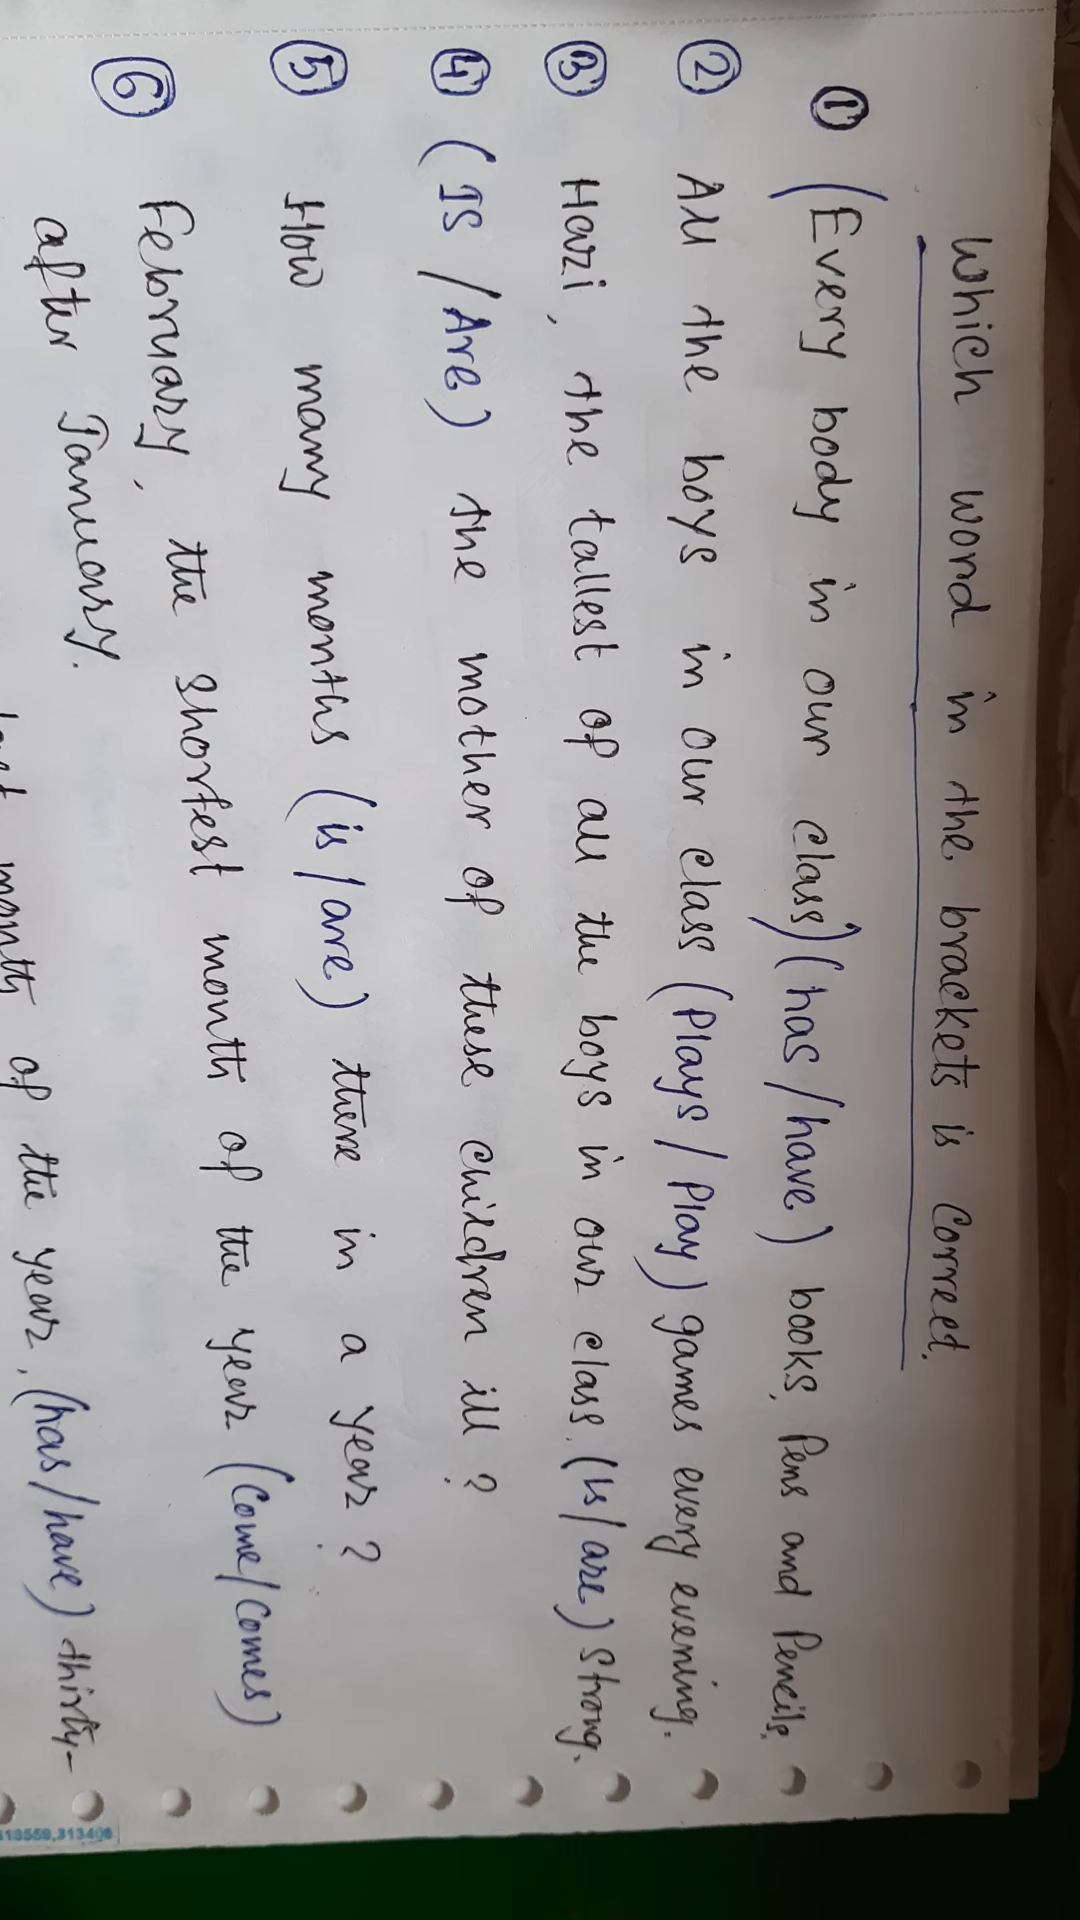 Which word in the brackets is correct.
① (Every body in our class) (has/have) books, Pens and Pencils.
② All the boys in our class (Plays/Play) games every evening.
③ Hari, the tallest of all the boys in our class. (is/are) strong.
④ (Is/Are) the mother of these children ill?
⑤ How many months (is/are) there in a year?
⑥ February, the shortest month of the year (Come/Comes)
after January.
month of the year, (has/have) thirty-
313406